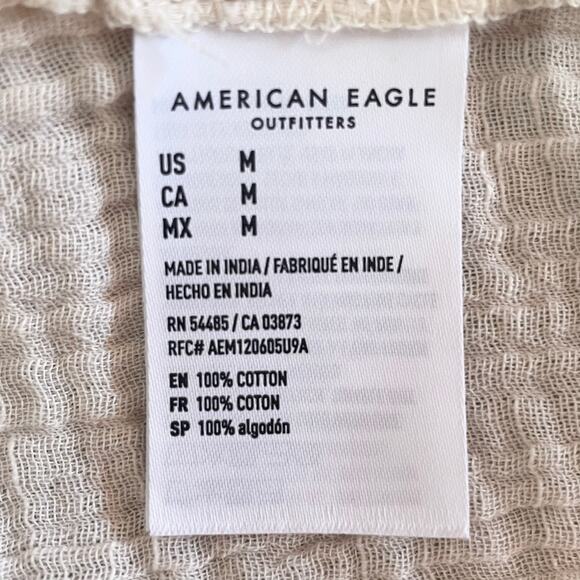 AMERICAN EAGLE
OUTFITTERS
US M
CA M
MX M
MADE IN INDIA / FABRIQUÉ EN INDE /
HECHO EN INDIA
RN 54485 / CA 03873
RFC# AEM120605U9A
EN 100% COTTON
FR 100% COTON
SP 100% algodón